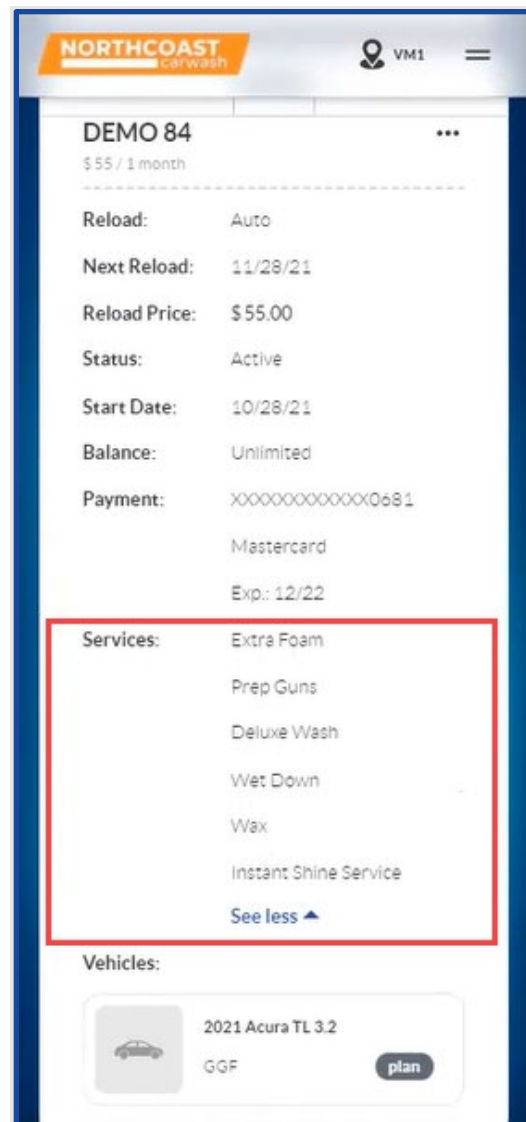 NORTHCOAST
carwash
VM1
DEMO 84
$55 / 1 month
Reload: Auto
Next Reload: 11/28/21
Reload Price: $55.00
Status: Active
Start Date: 10/28/21
Balance: Unlimited
Payment: XXXXXXXXXXXX0681
Mastercard
Exp.: 12/22
Services: Extra Foam
Prep Guns
Deluxe Wash
Wet Down
Wax
Instant Shine Service
See less
Vehicles:
2021 Acura TL 3.2
GGF
plan